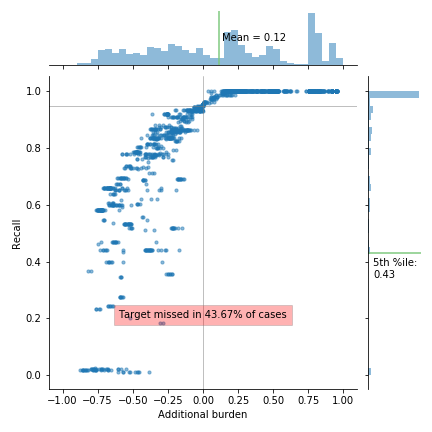 Mean = 0.12
1.0
0.8
0.6
0.4
0.2
0.0
Recall
5th %ile:
0.43
Target missed in 43.67% of cases
−1.00 −0.75 −0.50 −0.25 0.00 0.25 0.50 0.75 1.00
Additional burden